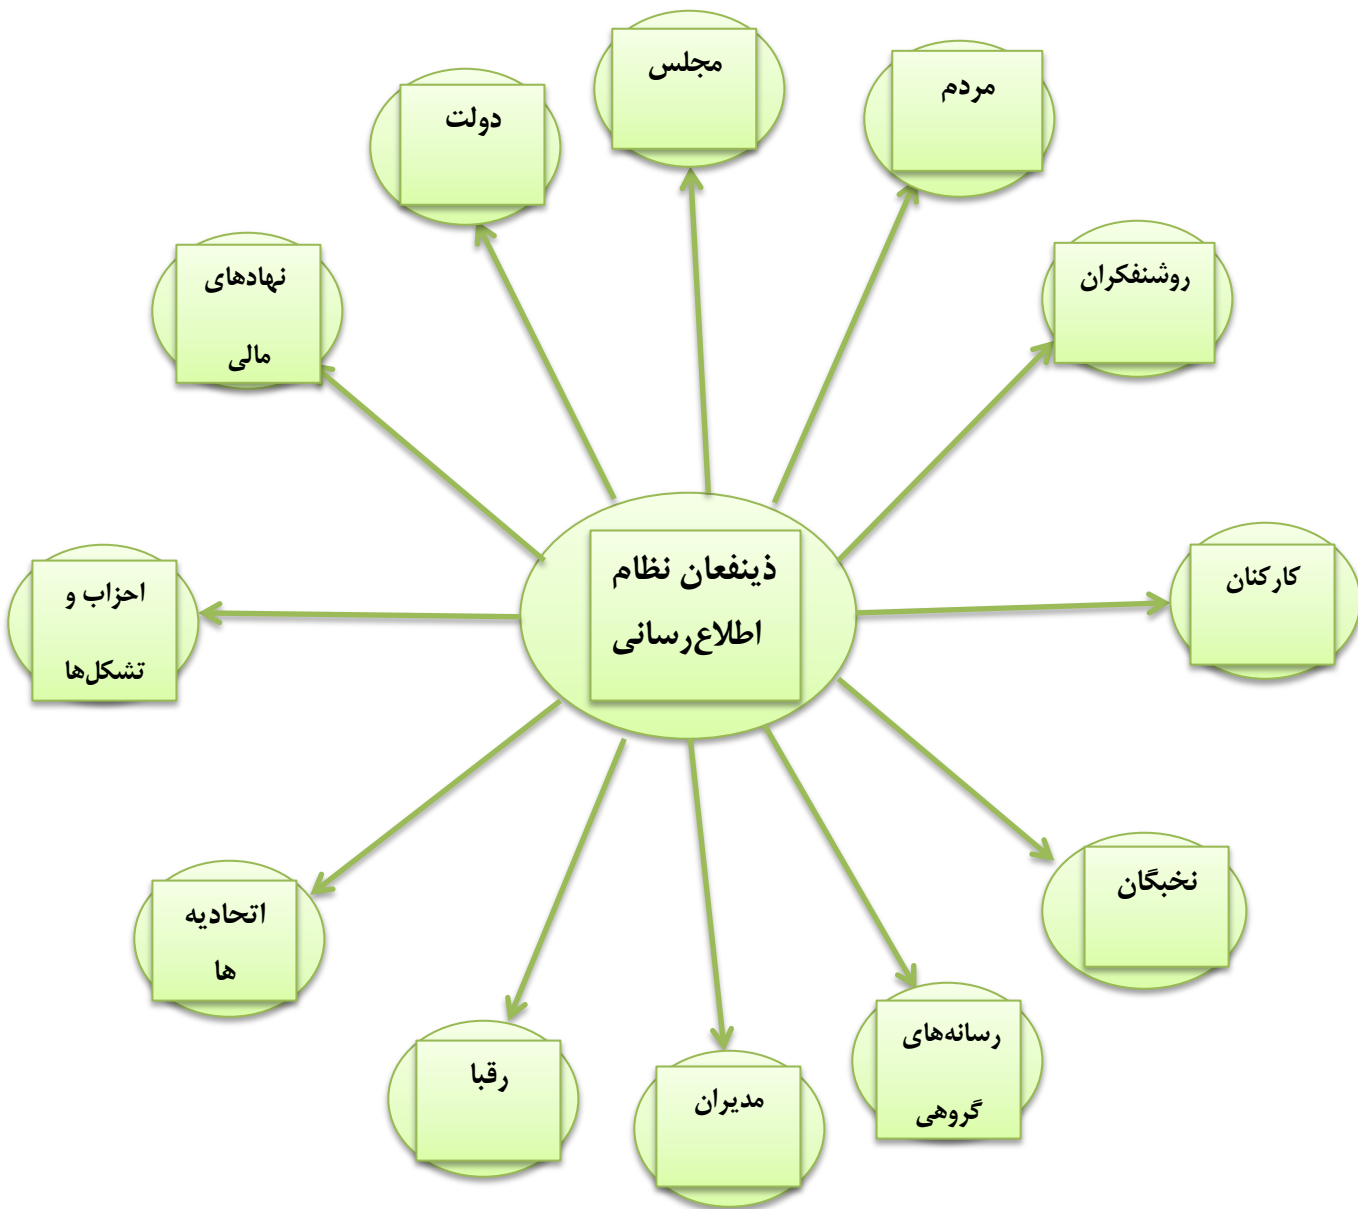 مجلس
مردم
دولت
روشنفکران
نهادهای
مالی
کارکنان
ذینفعان نظام
اطلاع‌رسانی
احزاب و
تشکل‌ها
نخبگان
اتحادیه
ها
رسانه‌های
گروهی
رقبا
مدیران